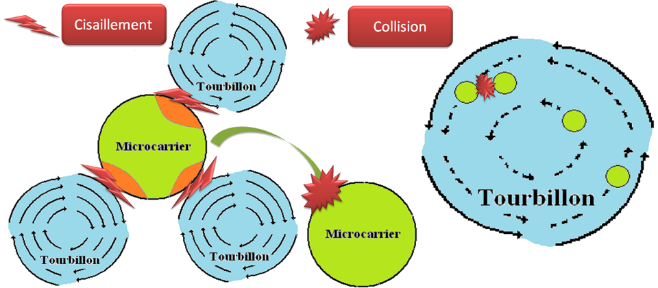 Cisaillement
Collision
Tourbillon
Microcarrier
Tourbillon
Tourbillon
Tourbillon
Microcarrier